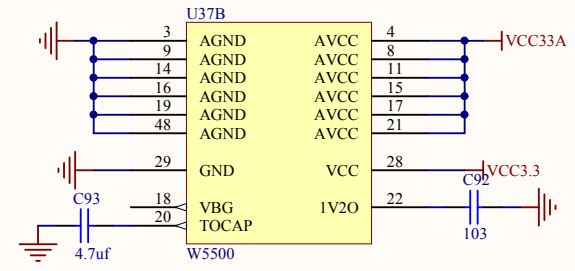 U37B
3 AGND AVCC 4 VCC33A
9 AGND AVCC 8
14 AGND AVCC 11
16 AGND AVCC 15
19 AGND AVCC 17
48 AGND AVCC 21
29 GND VCC 28 VCC3.3
C92
C93 18 VBG 1V2O 22
20 TOCAP
103
4.7uf W5500